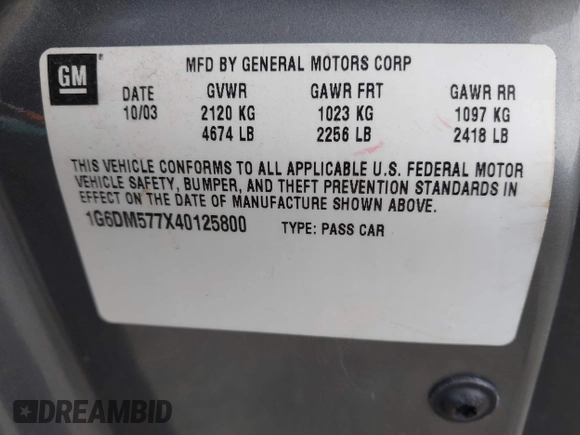 GM ®
MFD BY GENERAL MOTORS CORP
DATE GVWR GAWR FRT GAWR RR
10/03 2120 KG 1023 KG 1097 KG
4674 LB 2256 LB 2418 LB
THIS VEHICLE CONFORMS TO ALL APPLICABLE U.S. FEDERAL MOTOR
VEHICLE SAFETY, BUMPER, AND THEFT PREVENTION STANDARDS IN
EFFECT ON THE DATE OF MANUFACTURE SHOWN ABOVE.
1G6DM577X40125800 TYPE: PASS CAR
DREAMBID